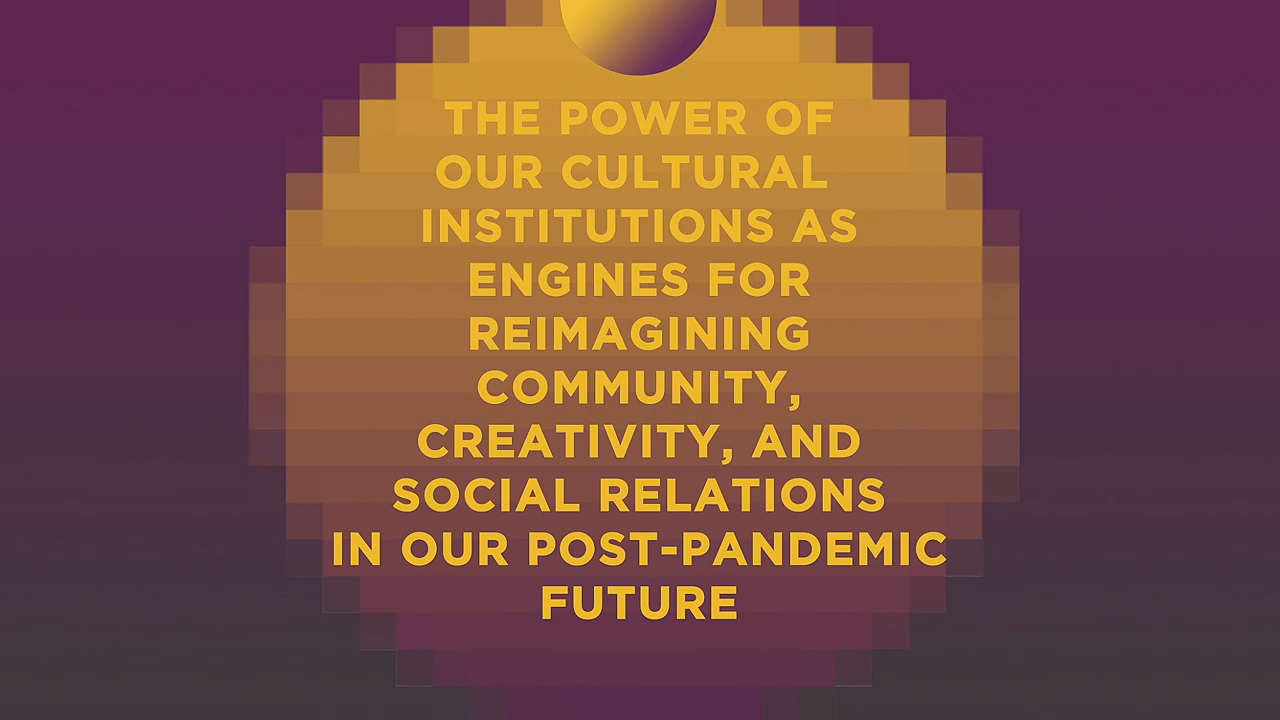 THE POWER OF
OUR CULTURAL
INSTITUTIONS AS
ENGINES FOR
REIMAGINING
COMMUNITY,
CREATIVITY, AND
SOCIAL RELATIONS
IN OUR POST-PANDEMIC
FUTURE